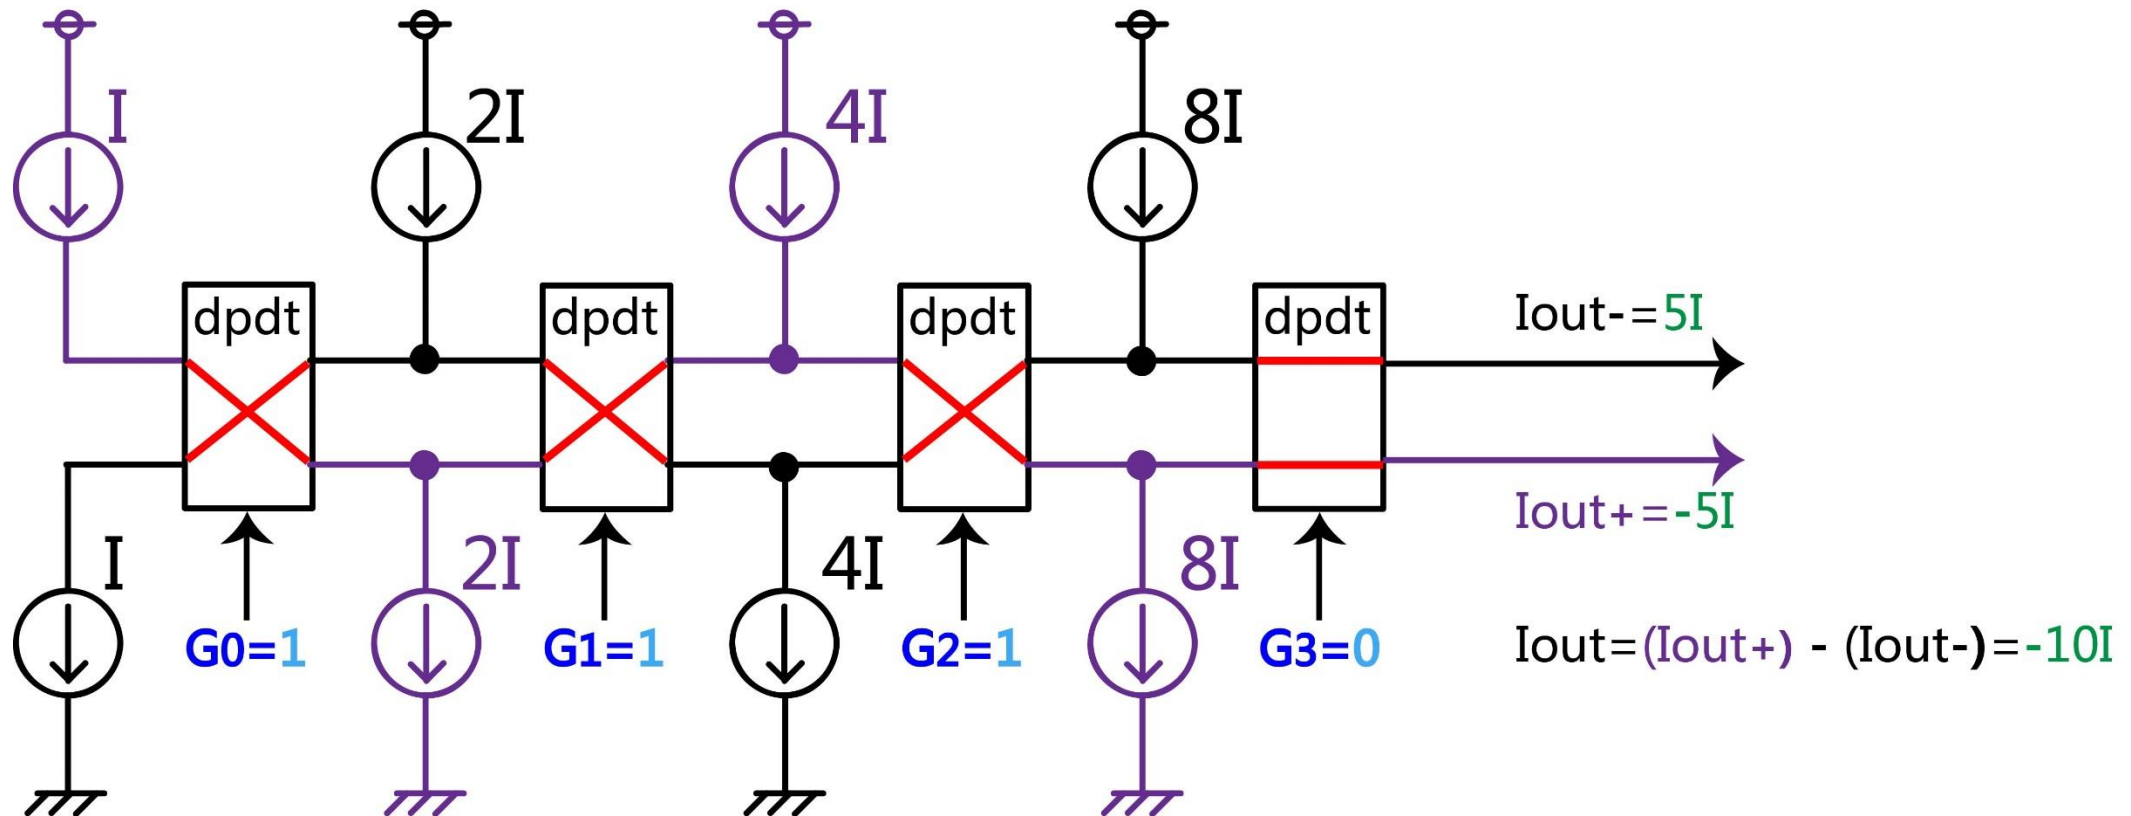 I
2I
4I
8I
dpdt
dpdt
dpdt
dpdt
Iout-=5I
Iout+=-5I
I
2I
4I
8I
G0=1
G1=1
G2=1
G3=0
Iout=(Iout+) - (Iout-)=-10I